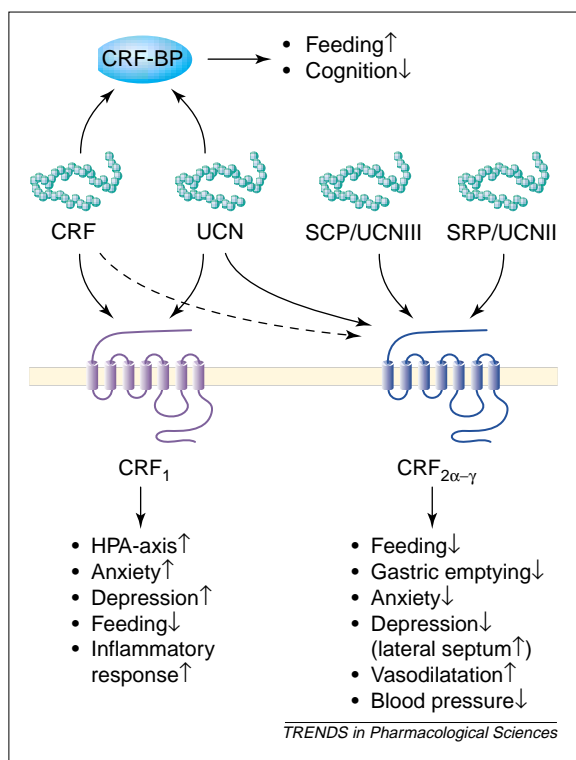 CRF-BP
• Feeding↑
• Cognition↓
CRF
UCN
SCP/UCNIII
SRP/UCNII
CRF₁
CRF₂α–γ
• HPA-axis↑
• Anxiety↑
• Depression↑
• Feeding↓
• Inflammatory
response↑
• Feeding↓
• Gastric emptying↓
• Anxiety↓
• Depression↓
(lateral septum↑)
• Vasodilatation↑
• Blood pressure↓
TRENDS in Pharmacological Sciences